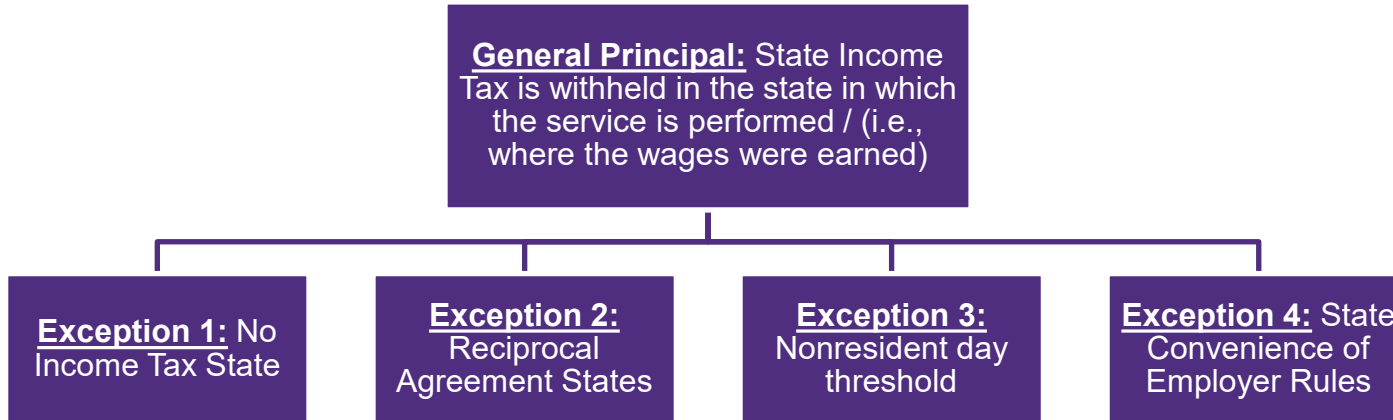 General Principal: State Income
Tax is withheld in the state in which
the service is performed / (i.e.,
where the wages were earned)
Exception 1: No
Income Tax State
Exception 2:
Reciprocal
Agreement States
Exception 3:
Nonresident day
threshold
Exception 4: State
Convenience of
Employer Rules